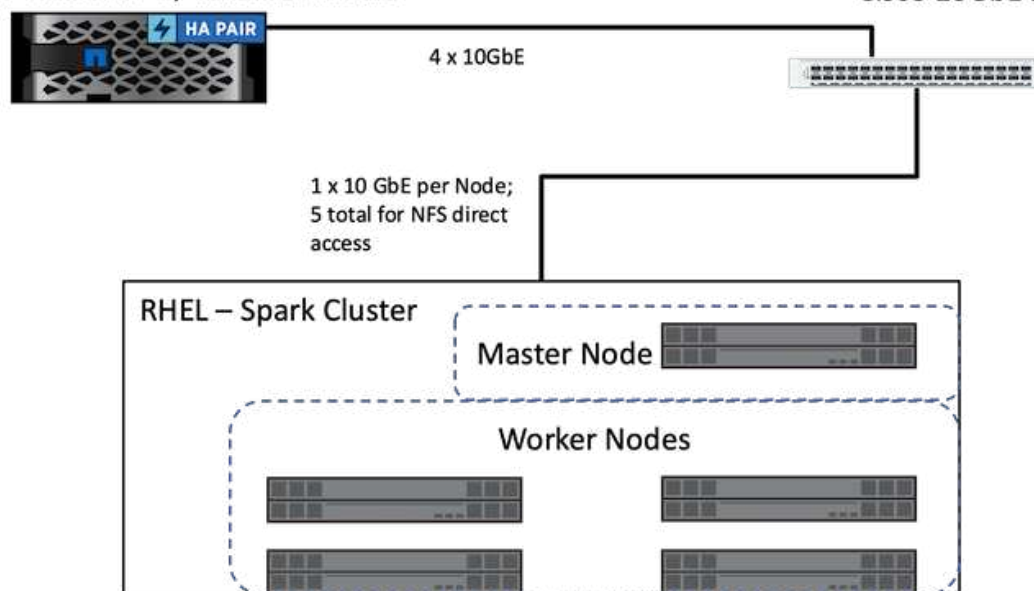 HA PAIR
4 x 10GbE
1 x 10 GbE per Node;
5 total for NFS direct
access
RHEL – Spark Cluster
Master Node
Worker Nodes